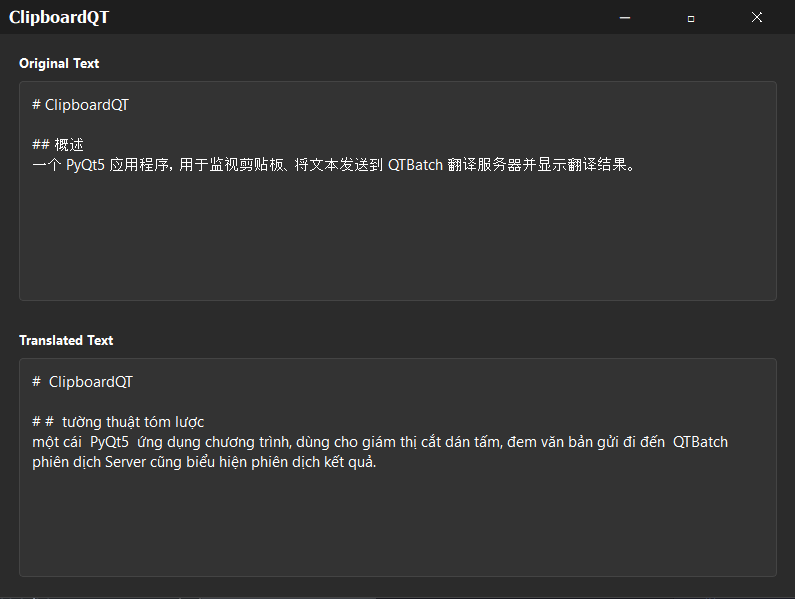 ClipboardQT
Original Text
# ClipboardQT
## 概述
一个 PyQt5 应用程序，用于监视剪贴板、将文本发送到 QTBatch 翻译服务器并显示翻译结果。
Translated Text
#  ClipboardQT
# #  tường thuật tóm lược
một cái  PyQt5  ứng dụng chương trình, dùng cho giám thị cắt dán tấm, đem văn bản gửi đi đến  QTBatch
phiên dịch Server cũng biểu hiện phiên dịch kết quả.